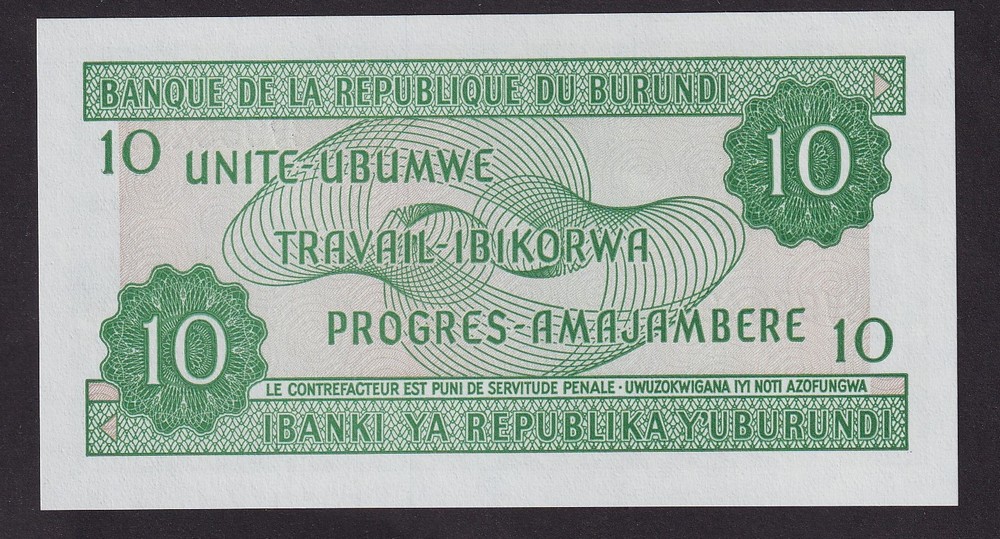 BANQUE DE LA REPUBLIQUE DU BURUNDI
10
10
UNITE-UBUMWE
TRAVAIL-IBIKORWA
PROGRES-AMAJAMBERE
10
10
LE CONTREFACTEUR EST PUNI DE SERVITUDE PENALE · UWUZOKWIGANA IYI NOTI AZOFUNGWA
IBANKI YA REPUBLIKA Y'UBURUNDI